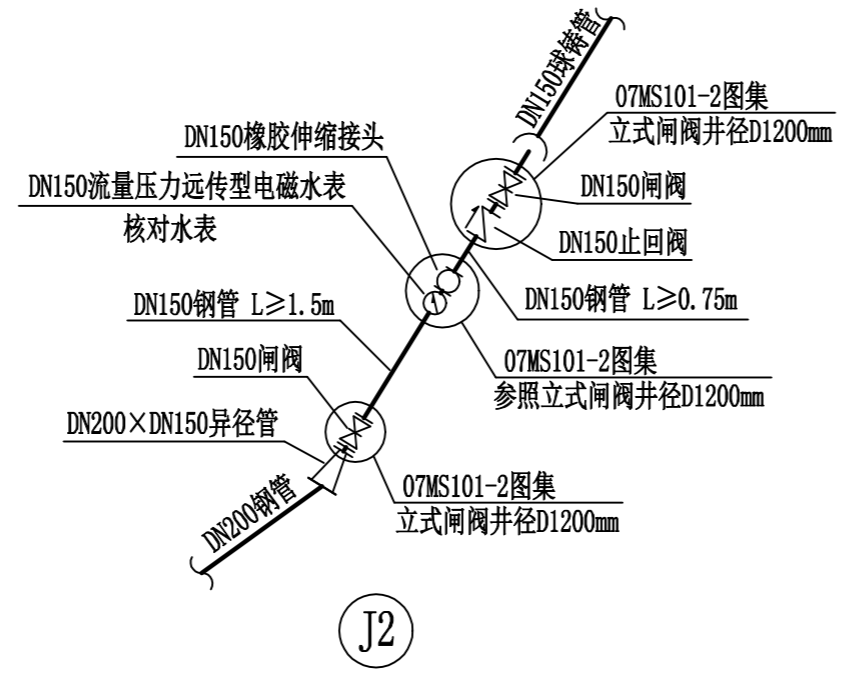 DN150球铸管
07MS101-2图集
立式闸阀井径D1200mm
DN150橡胶伸缩接头
DN150流量压力远传型电磁水表
核对水表
DN150闸阀
DN150止回阀
DN150钢管 L≥1.5m
DN150钢管 L≥0.75m
DN150闸阀
07MS101-2图集
参照立式闸阀井径D1200mm
DN200×DN150异径管
07MS101-2图集
立式闸阀井径D1200mm
DN200钢管
J2